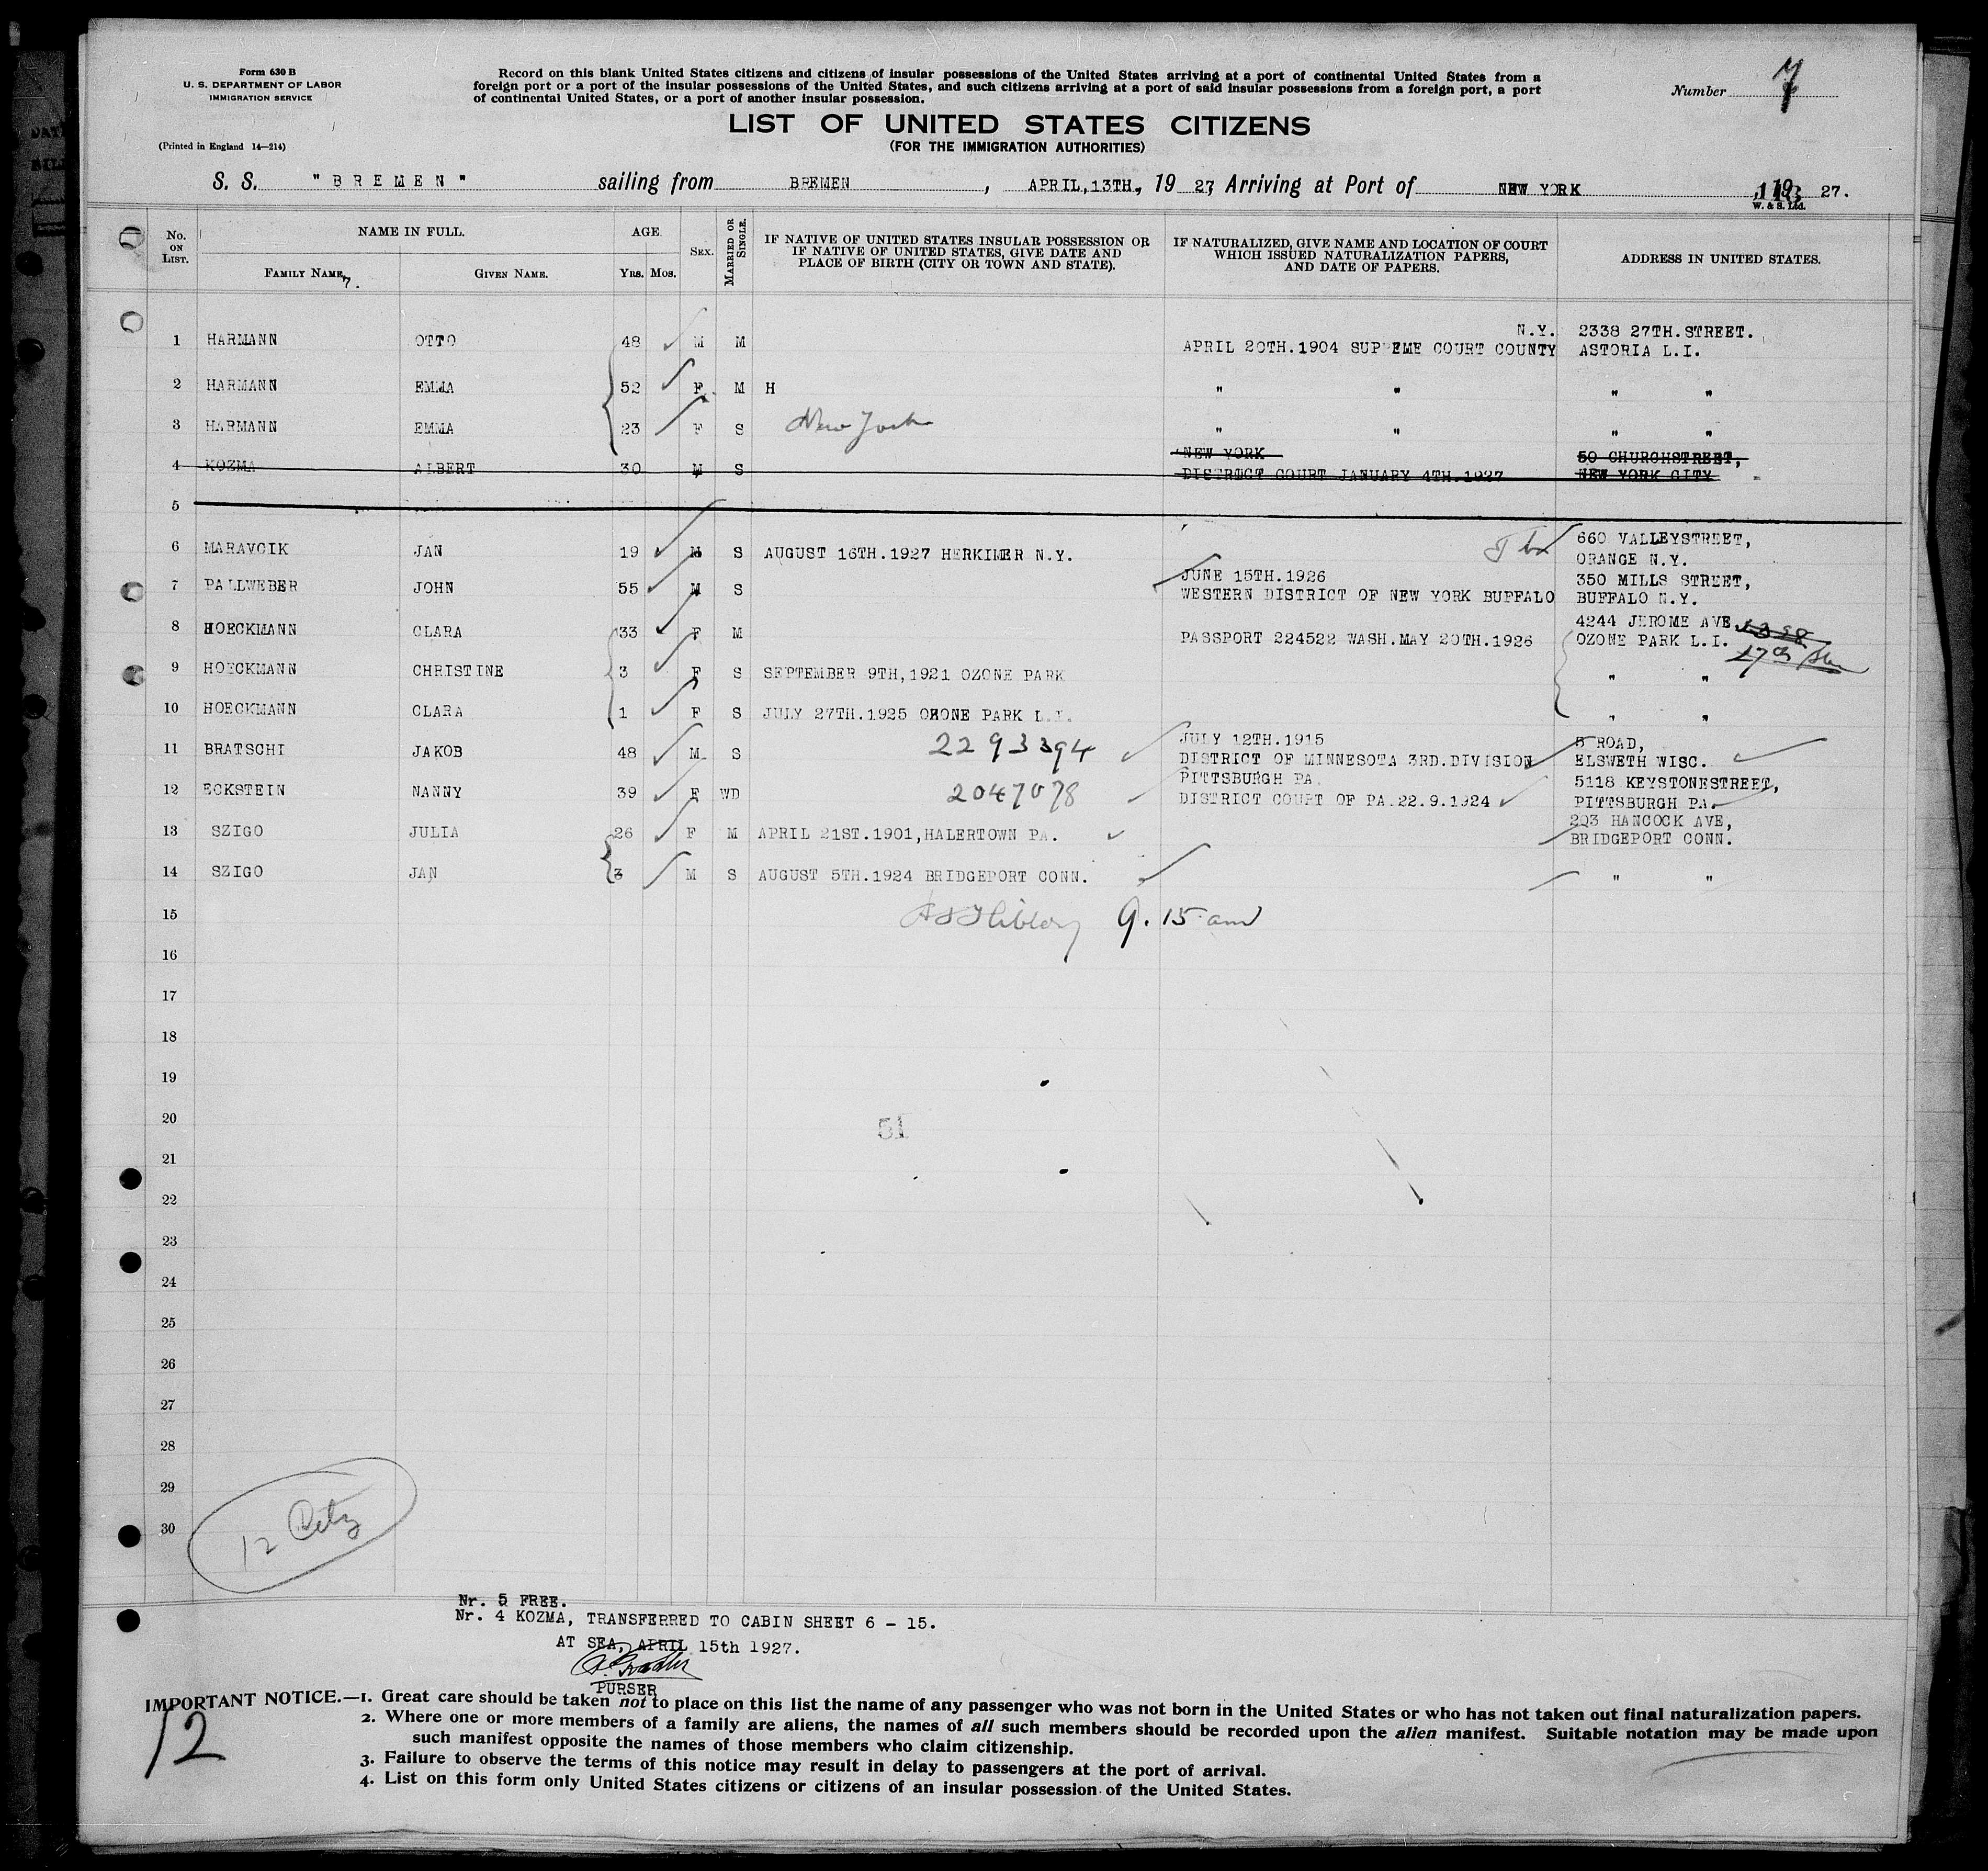 Form 630 B
U. S. DEPARTMENT OF LABOR
IMMIGRATION SERVICE
(Printed in England 14—214)
Record on this blank United States citizens and citizens of insular possessions of the United States arriving at a port of continental United States from a
foreign port or a port of the insular possessions of the United States, and such citizens arriving at a port of said insular possessions from a foreign port, a port
of continental United States, or a port of another insular possession.
Number 7
LIST OF UNITED STATES CITIZENS
(FOR THE IMMIGRATION AUTHORITIES)
S. S. "BREMEN" sailing from BREMEN, APRIL,13TH, 19 27 Arriving at Port of NEW YORK 27.
W. & S. Ltd.
No. ON LIST. NAME IN FULL. FAMILY NAME 7. GIVEN NAME. AGE. YRS. MOS. SEX. MARRIED OR SINGLE. IF NATIVE OF UNITED STATES INSULAR POSSESSION OR IF NATIVE OF UNITED STATES, GIVE DATE AND PLACE OF BIRTH (CITY OR TOWN AND STATE). IF NATURALIZED, GIVE NAME AND LOCATION OF COURT WHICH ISSUED NATURALIZATION PAPERS, AND DATE OF PAPERS. ADDRESS IN UNITED STATES.
N.Y. 2338 27TH.STREET.
1 HARMANN OTTO 48 M M APRIL 20TH.1904 SUPREME COURT COUNTY ASTORIA L.I.
2 HARMANN EMMA 52 F. M H " " " "
3 HARMANN EMMA 23 F S New York " " " "
NEW YORK 50 CHURCHSTREET,
4 KOZMA ALBERT 30 M S DISTRICT COURT JANUARY 4TH.1927 NEW YORK CITY
5
660 VALLEYSTREET,
6 MARAVCIK JAN 19 M S AUGUST 16TH.1927 HERKIMER N.Y. ORANGE N.Y.
JUNE 15TH.1926 350 MILLS STREET,
7 PALLWEBER JOHN 55 M S WESTERN DISTRICT OF NEW YORK BUFFALO BUFFALO N.Y.
4244 JEROME AVE
8 HOECKMANN CLARA 33 F M PASSPORT 224522 WASH.MAY 20TH.1926 OZONE PARK L.I.
9 HOECKMANN CHRISTINE 3 F S SEPTEMBER 9TH,1921 OZONE PARK " "
10 HOECKMANN CLARA 1 F S JULY 27TH.1925 OHONE PARK L.I. " "
JULY 12TH.1915 5 ROAD,
11 BRATSCHI JAKOB 48 M S 2293394 DISTRICT OF MINNESOTA 3RD.DIVISION ELSWETH WISC.
PITTSBURGH PA. 5118 KEYSTONESTREET,
12 ECKSTEIN NANNY 39 F WD 2047078 DISTRICT COURT OF PA.22.9.1924 PITTSBURGH PA.
203 HANCOCK AVE,
13 SZIGO JULIA 26 F M APRIL 21ST.1901,HALERTOWN PA. BRIDGEPORT CONN.
14 SZIGO JAN 3 M S AUGUST 5TH.1924 BRIDGEPORT CONN. " "
15 9.15 am
16
17
18
19
20
51
21
22
23
24
25
26
27
28
29
30
12 City
Nr. 5 FREE.
Nr. 4 KOZMA, TRANSFERRED TO CABIN SHEET 6 - 15.
AT SEA, APRIL 15th 1927.
PURSER
IMPORTANT NOTICE.—1. Great care should be taken not to place on this list the name of any passenger who was not born in the United States or who has not taken out final naturalization papers.
2. Where one or more members of a family are aliens, the names of all such members should be recorded upon the alien manifest. Suitable notation may be made upon
such manifest opposite the names of those members who claim citizenship.
3. Failure to observe the terms of this notice may result in delay to passengers at the port of arrival.
4. List on this form only United States citizens or citizens of an insular possession of the United States.
12